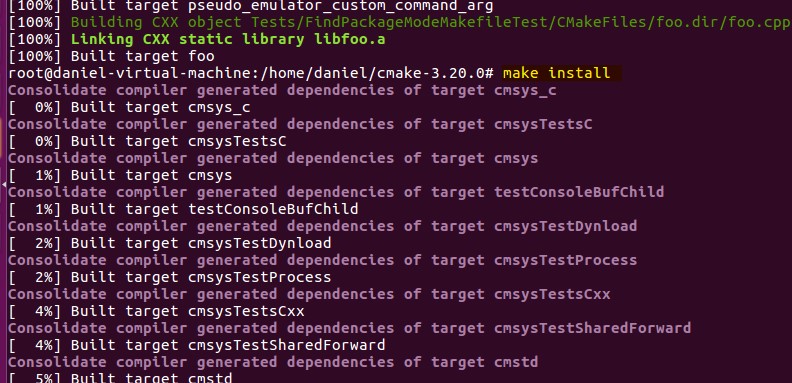 [100%] Built target pseudo_emulator_custom_command_arg
[100%] Building CXX object Tests/FindPackageModeMakefileTest/CMakeFiles/foo.dir/foo.cpp
[100%] Linking CXX static library libfoo.a
[100%] Built target foo
root@daniel-virtual-machine:/home/daniel/cmake-3.20.0# make install
Consolidate compiler generated dependencies of target cmsys_c
[  0%] Built target cmsys_c
Consolidate compiler generated dependencies of target cmsysTestsC
[  0%] Built target cmsysTestsC
Consolidate compiler generated dependencies of target cmsys
[  1%] Built target cmsys
Consolidate compiler generated dependencies of target testConsoleBufChild
[  1%] Built target testConsoleBufChild
Consolidate compiler generated dependencies of target cmsysTestDynload
[  2%] Built target cmsysTestDynload
Consolidate compiler generated dependencies of target cmsysTestProcess
[  2%] Built target cmsysTestProcess
Consolidate compiler generated dependencies of target cmsysTestsCxx
[  4%] Built target cmsysTestsCxx
Consolidate compiler generated dependencies of target cmsysTestSharedForward
[  4%] Built target cmsysTestSharedForward
Consolidate compiler generated dependencies of target cmstd
[  5%] Built target cmstd